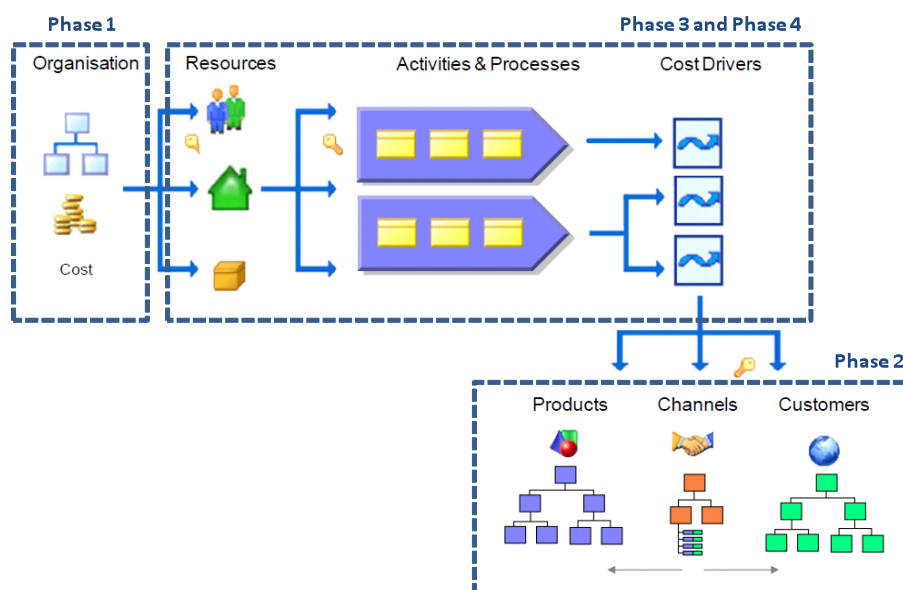 Phase 1
Phase 3 and Phase 4
Organisation
Resources
Activities & Processes
Cost Drivers
Cost
Phase 2
Products
Channels
Customers